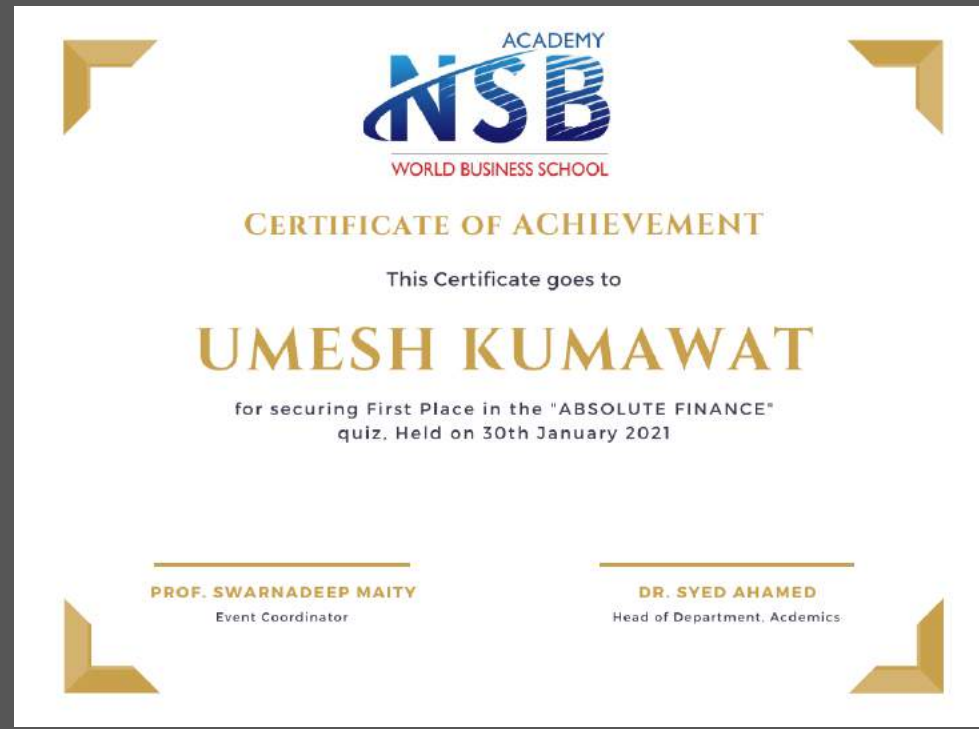 ACADEMY
NSB
WORLD BUSINESS SCHOOL
CERTIFICATE OF ACHIEVEMENT
This Certificate goes to
UMESH KUMAWAT
for securing First Place in the "ABSOLUTE FINANCE"
quiz, Held on 30th January 2021
PROF. SWARNADEEP MAITY
Event Coordinator
DR. SYED AHAMED
Head of Department, Acdemics